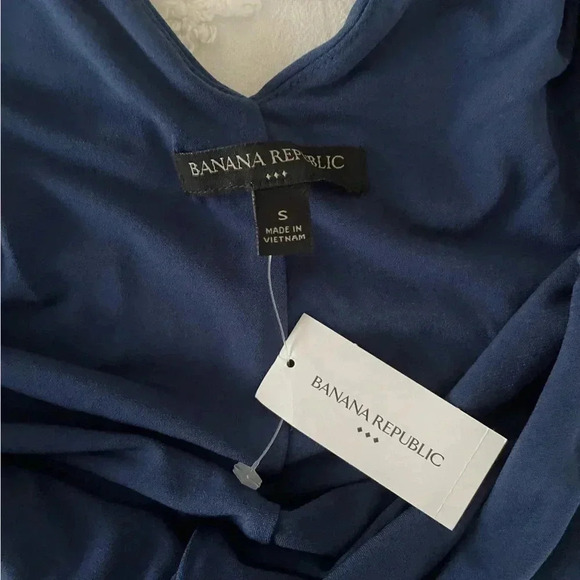 BANANA REPUBLIC
S
MADE IN
VIETNAM
BANANA REPUBLIC